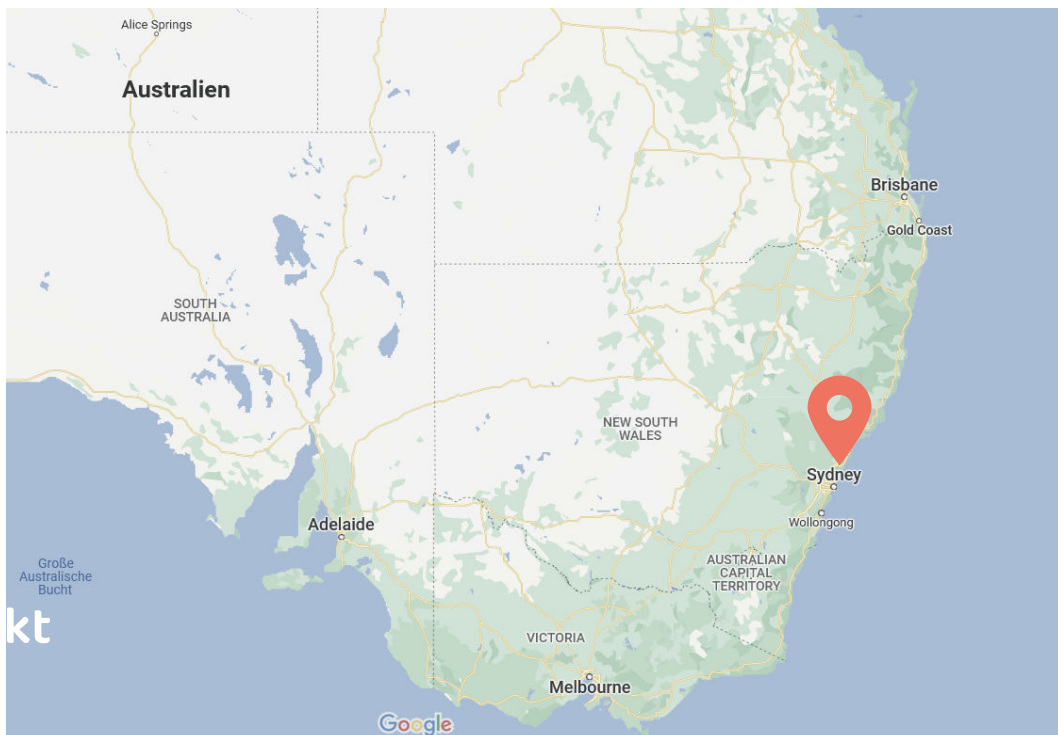 Alice Springs
Australien
Brisbane
Gold Coast
SOUTH
AUSTRALIA
NEW SOUTH
WALES
Sydney
Wollongong
Adelaide
Große
Australische
Bucht
AUSTRALIAN
CAPITAL
TERRITORY
kt
VICTORIA
Melbourne
Google